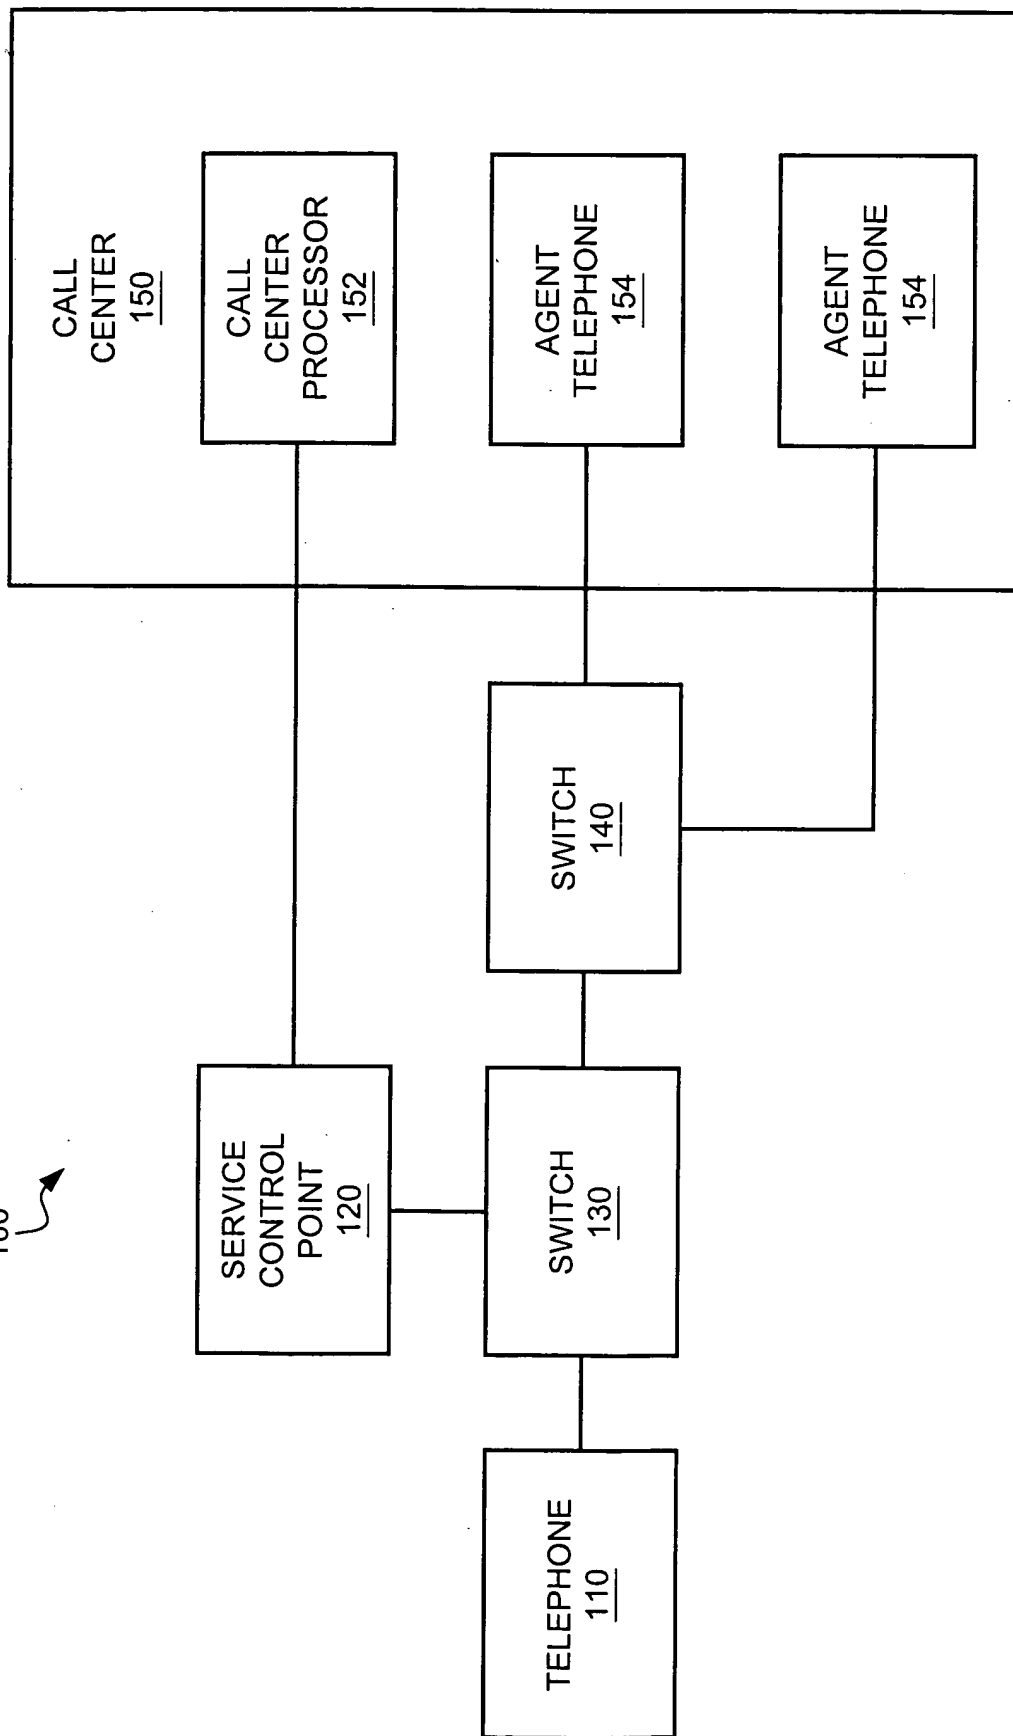 CALL
CENTER
150
SERVICE
CONTROL
POINT
120
CALL
CENTER
PROCESSOR
152
TELEPHONE
110
SWITCH
130
SWITCH
140
AGENT
TELEPHONE
154
AGENT
TELEPHONE
154